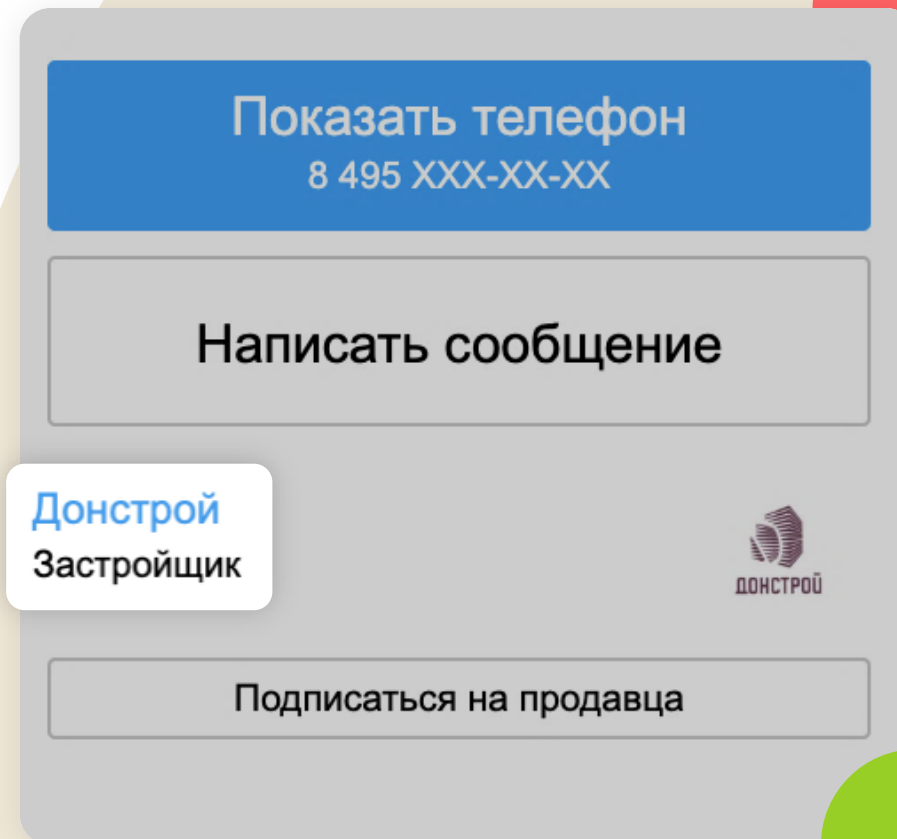 Показать телефон
8 495 XXX-XX-XX
Написать сообщение
Донстрой
Застройщик
ДОНСТРОЙ
Подписаться на продавца